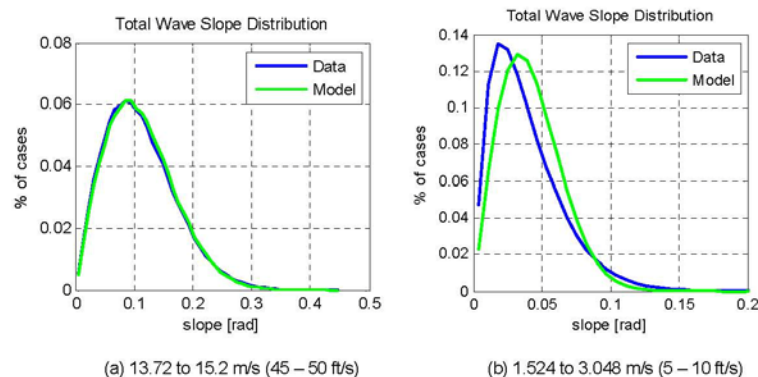 Total Wave Slope Distribution
% of cases
0.08
0.06
0.04
0.02
0
0
0.1
0.2
0.3
0.4
0.5
slope [rad]
Data
Model
(a) 13.72 to 15.2 m/s (45 – 50 ft/s)
Total Wave Slope Distribution
% of cases
0.14
0.12
0.1
0.08
0.06
0.04
0.02
0
0
0.05
0.1
0.15
0.2
slope [rad]
Data
Model
(b) 1.524 to 3.048 m/s (5 – 10 ft/s)